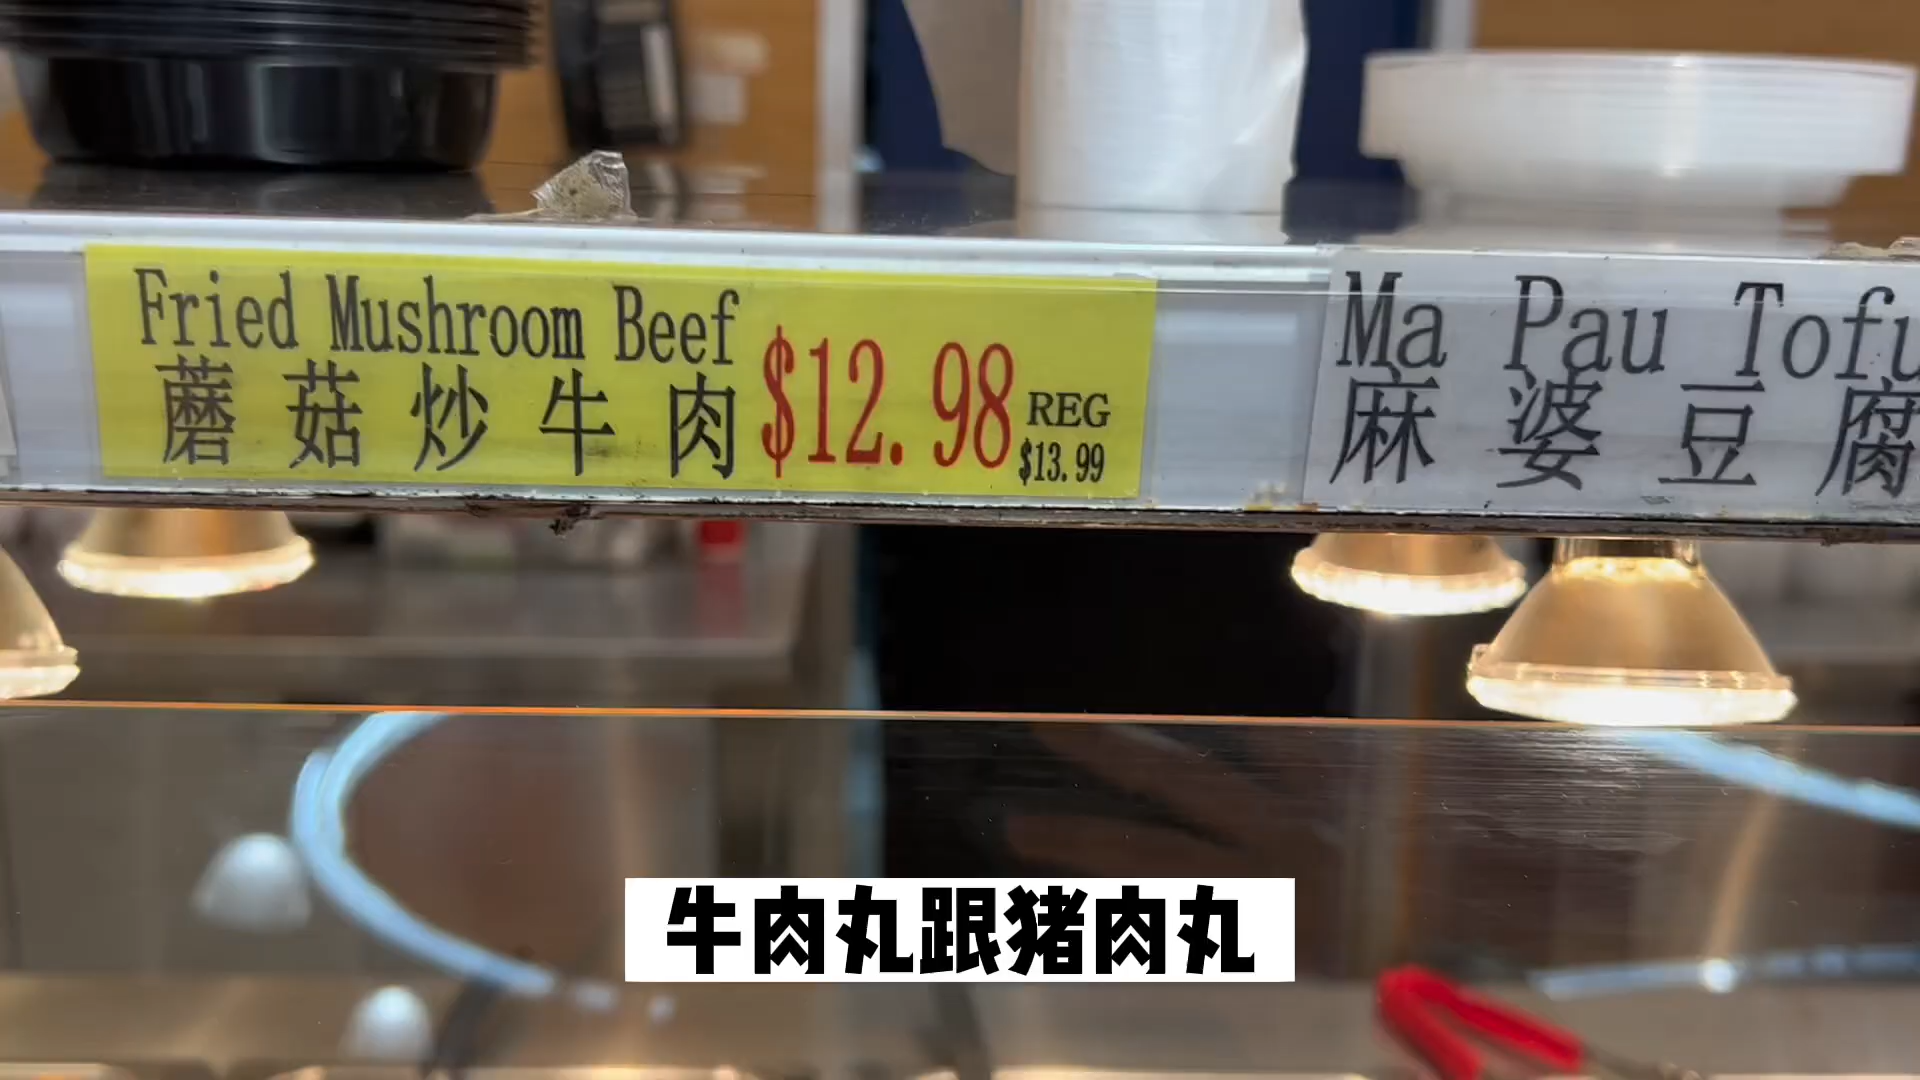 Fried Mushroom Beef
蘑菇炒牛肉
$12.98
REG
$13.99
Ma Pau Tofu
麻婆豆腐
牛肉丸跟猪肉丸